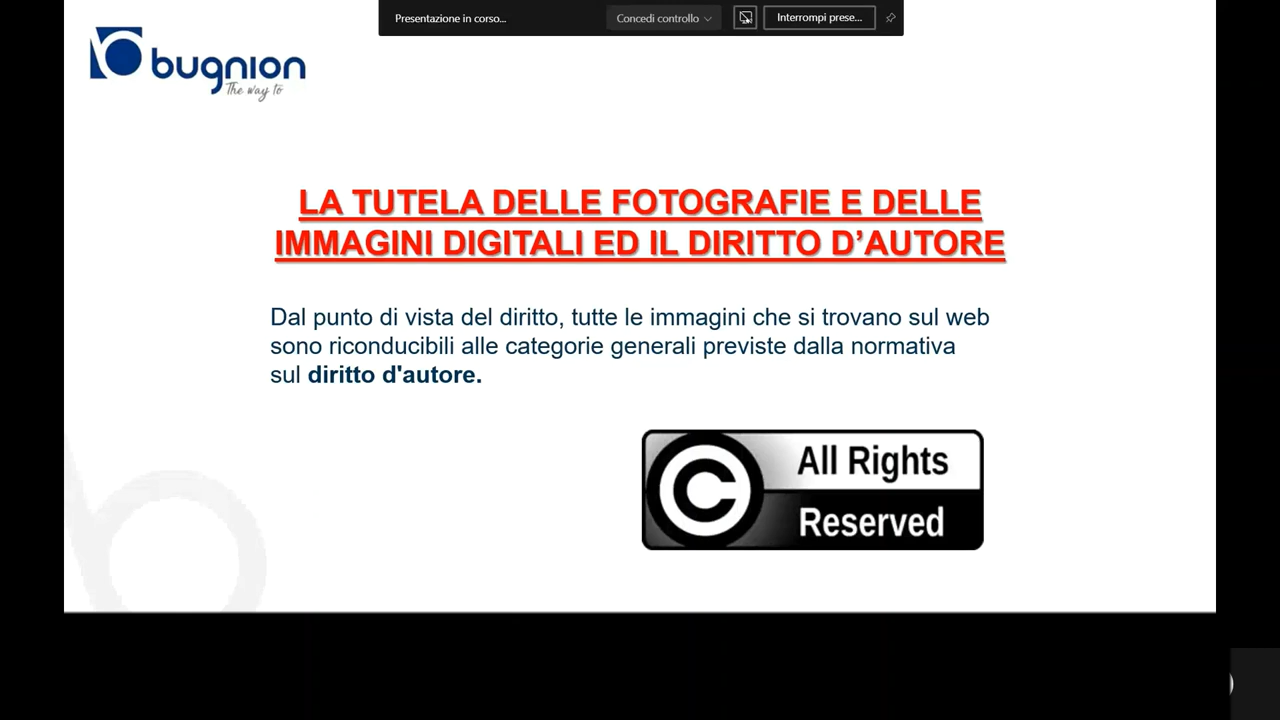 Presentazione in corso...
Concedi controllo
Interrompi prese...
bugnion
The way to
LA TUTELA DELLE FOTOGRAFIE E DELLE
IMMAGINI DIGITALI ED IL DIRITTO D’AUTORE
Dal punto di vista del diritto, tutte le immagini che si trovano sul web
sono riconducibili alle categorie generali previste dalla normativa
sul diritto d'autore.
C
All Rights
Reserved